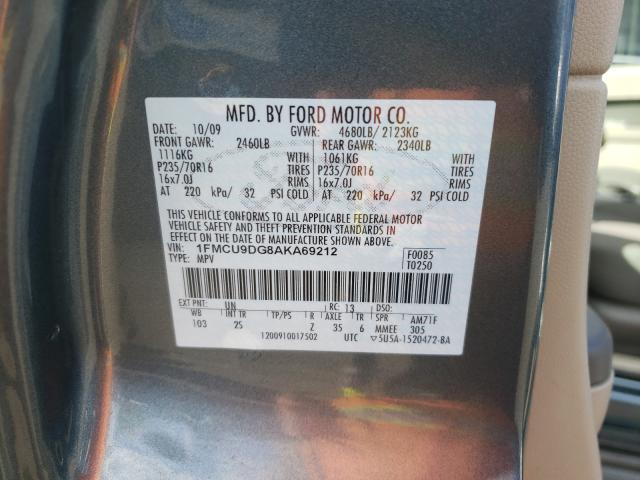 MFD. BY FORD MOTOR CO.
DATE: 10/09 GVWR: 4680LB/ 2123KG
FRONT GAWR: 2460LB REAR GAWR: 2340LB
1116KG WITH 1061KG WITH
P235/70R16 TIRES P235/70R16 TIRES
16x7.0J RIMS 16x7.0J RIMS
AT 220 kPa/ 32 PSI COLD AT 220 kPa/ 32 PSI COLD
THIS VEHICLE CONFORMS TO ALL APPLICABLE FEDERAL MOTOR
VEHICLE SAFETY AND THEFT PREVENTION STANDARDS IN
EFFECT ON THE DATE OF MANUFACTURE SHOWN ABOVE.
VIN: 1FMCU9DG8AKA69212 F0085
TYPE: MPV T0250
EXT PNT: UN RC: 13 DSO:
WB INT TR TP/PS R AXLE TR SPR AM71F
103 2S Z 35 6 MMEE 305
1200910017502 UTC ▽5U5A-1520472-BA